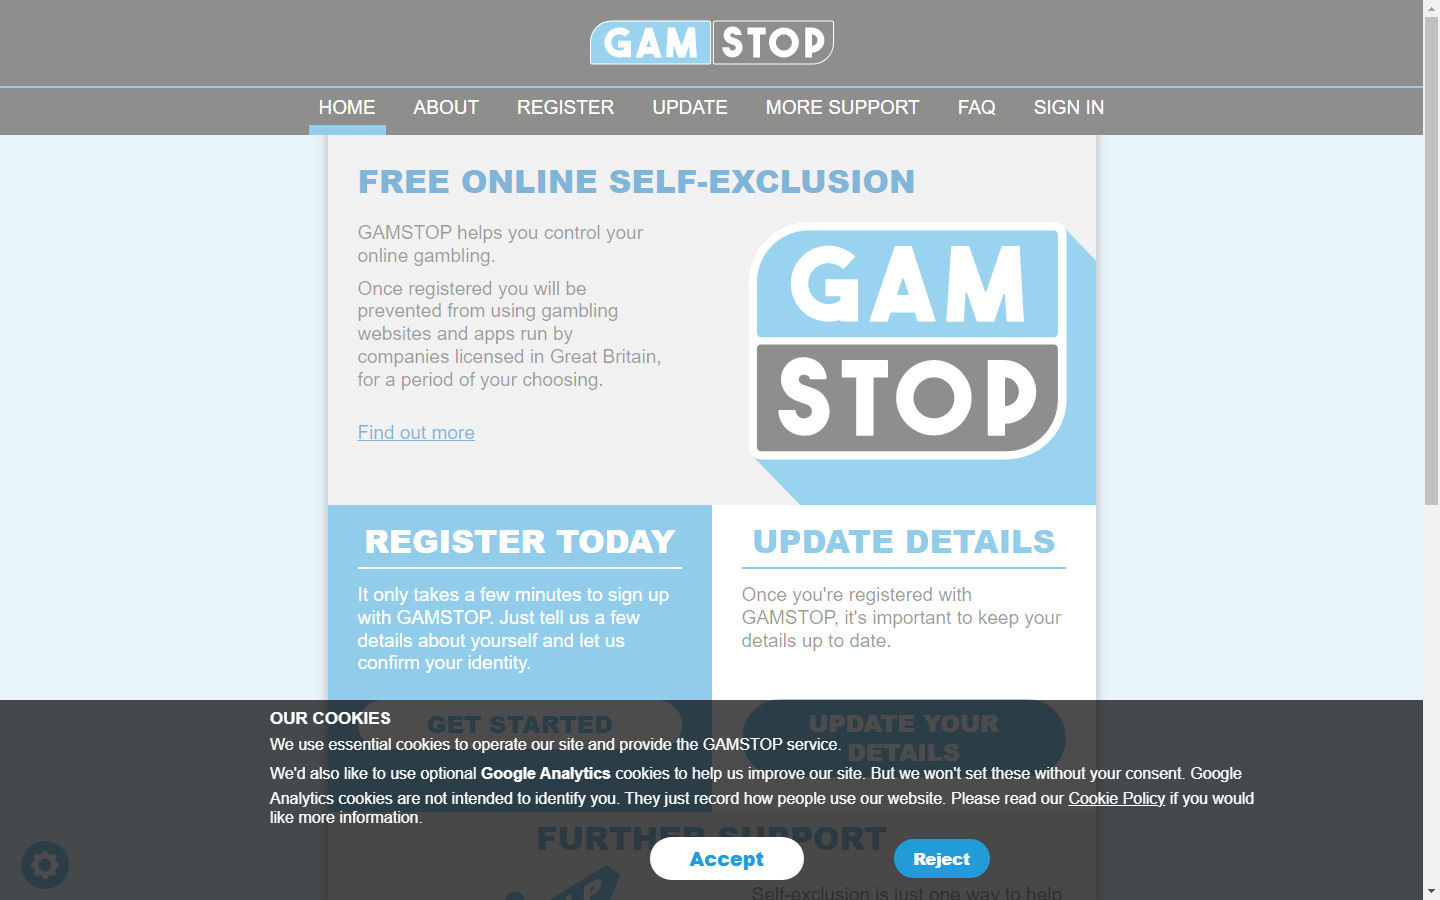 GAM STOP
HOME ABOUT REGISTER UPDATE MORE SUPPORT FAQ SIGN IN
FREE ONLINE SELF-EXCLUSION
GAMSTOP helps you control your
online gambling.
Once registered you will be
prevented from using gambling
websites and apps run by
companies licensed in Great Britain,
for a period of your choosing.
Find out more
GAM
STOP
REGISTER TODAY
It only takes a few minutes to sign up
with GAMSTOP. Just tell us a few
details about yourself and let us
confirm your identity.
GET STARTED
UPDATE DETAILS
Once you're registered with
GAMSTOP, it's important to keep your
details up to date.
UPDATE YOUR
DETAILS
OUR COOKIES
We use essential cookies to operate our site and provide the GAMSTOP service.
We'd also like to use optional Google Analytics cookies to help us improve our site. But we won't set these without your consent. Google
Analytics cookies are not intended to identify you. They just record how people use our website. Please read our Cookie Policy if you would
like more information.
FURTHER SUPPORT
Accept
Reject
Self-exclusion is just one way to help